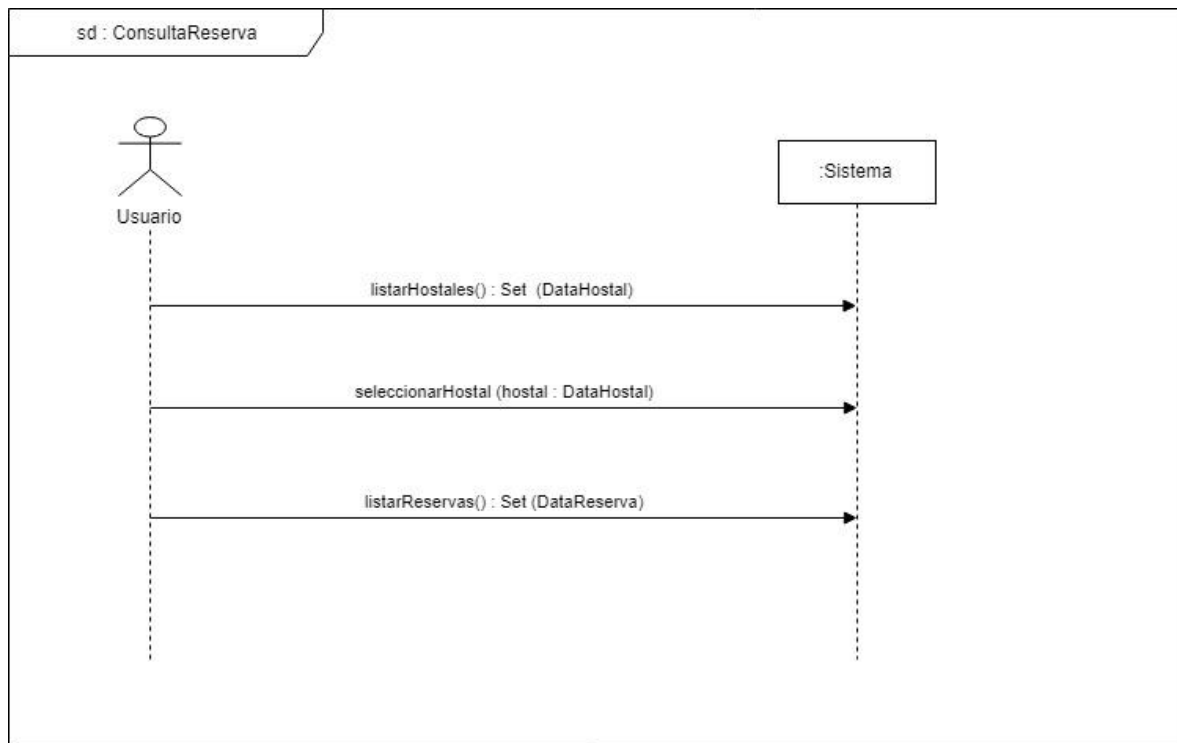 sd : ConsultaReserva
:Sistema
Usuario
listarHostales() : Set (DataHostal)
seleccionarHostal (hostal : DataHostal)
listarReservas() : Set (DataReserva)